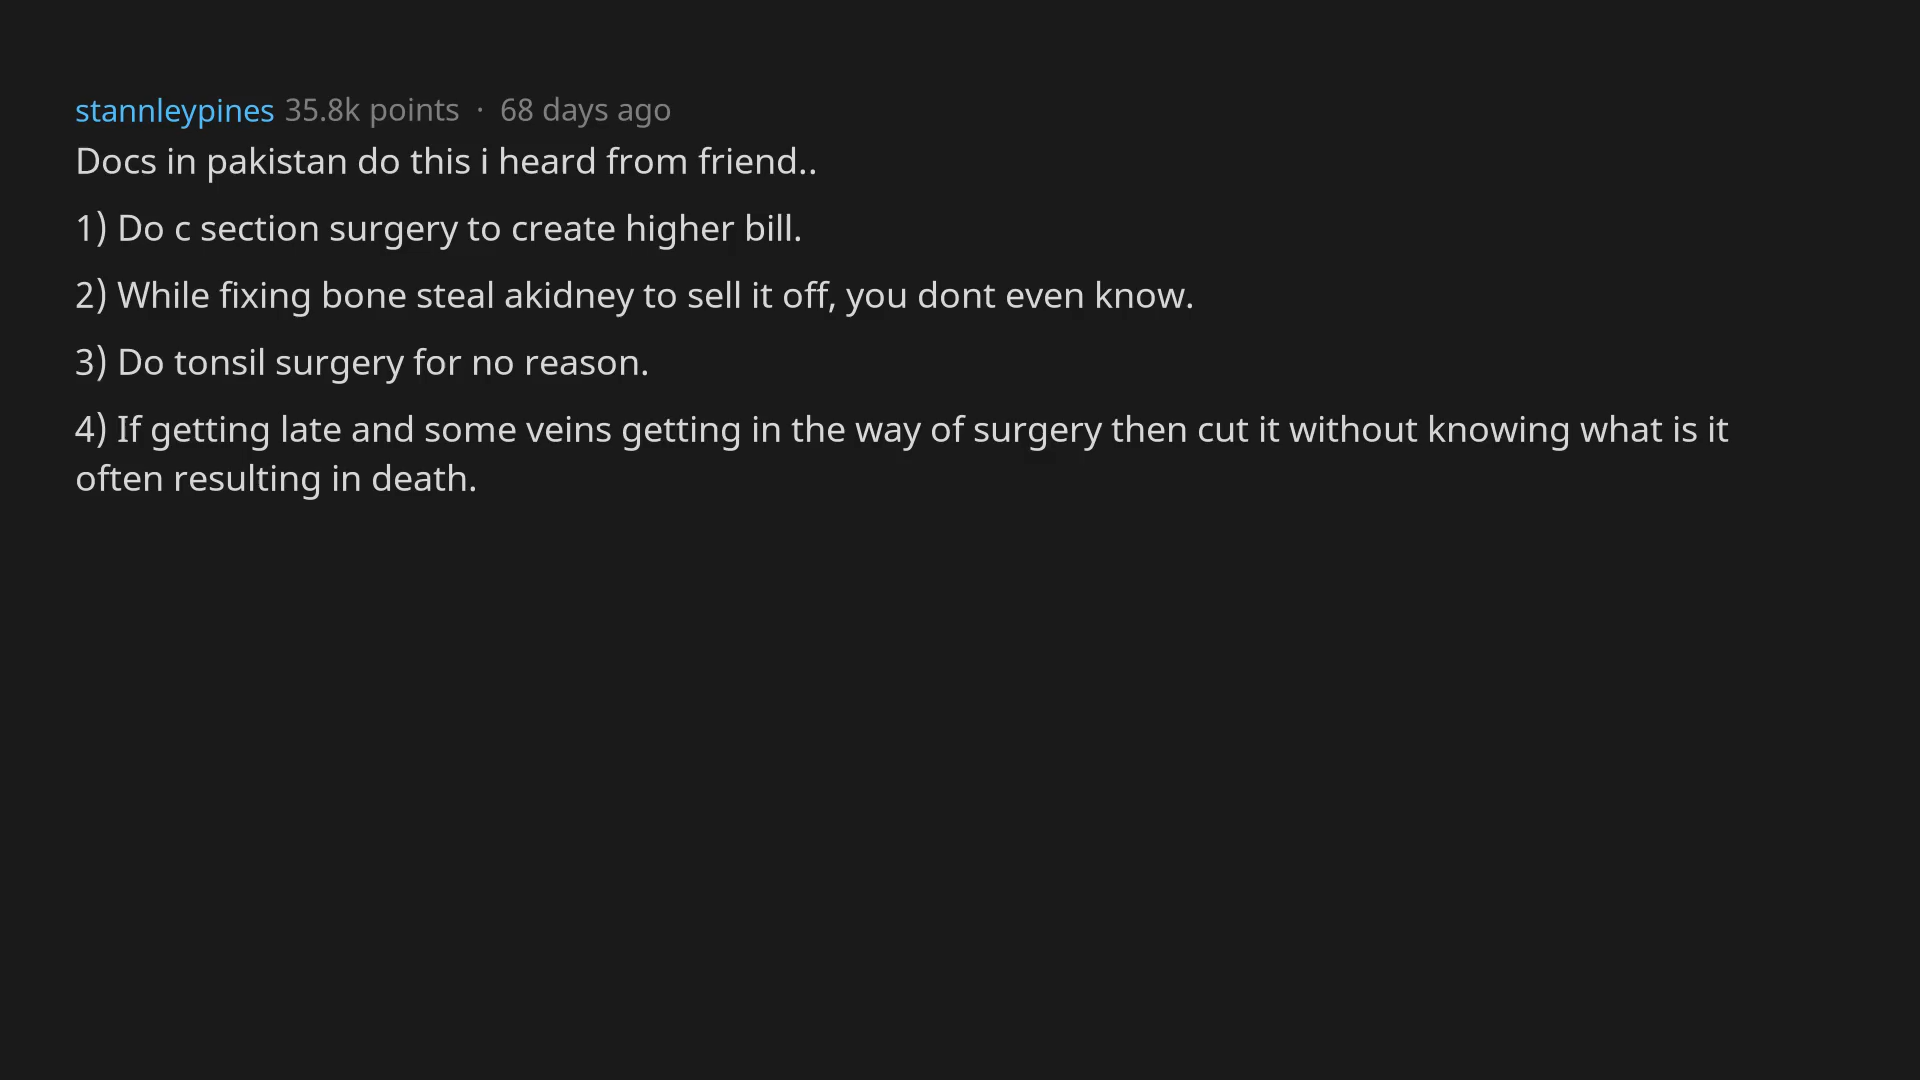 stannleypines 35.8k points · 68 days ago
Docs in pakistan do this i heard from friend..
1) Do c section surgery to create higher bill.
2) While fixing bone steal akidney to sell it off, you dont even know.
3) Do tonsil surgery for no reason.
4) If getting late and some veins getting in the way of surgery then cut it without knowing what is it
often resulting in death.